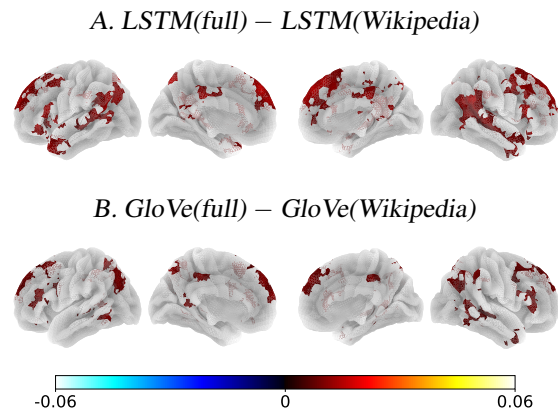 A. LSTM(full) − LSTM(Wikipedia)
B. GloVe(full) − GloVe(Wikipedia)
-0.06 0 0.06